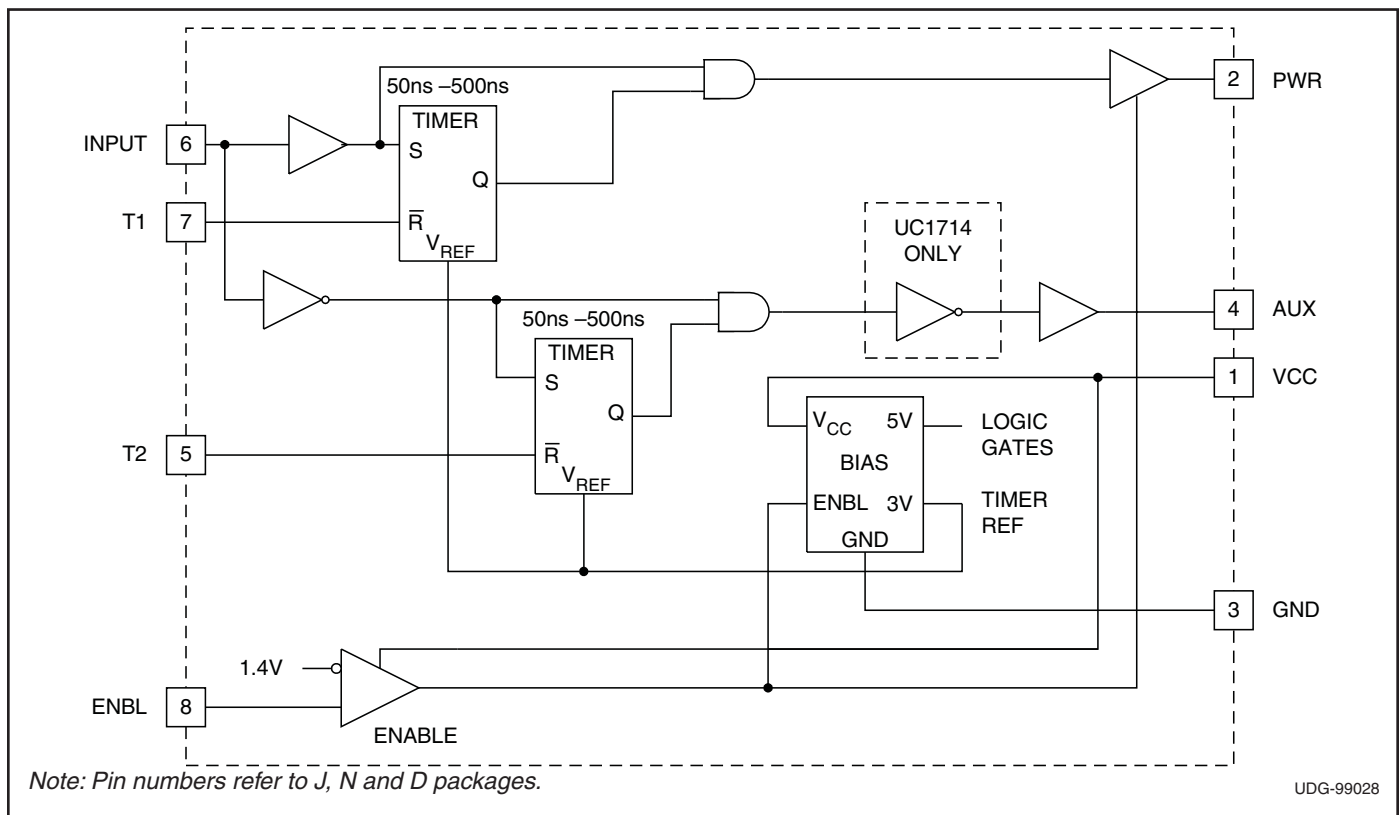 50ns –500ns
2 PWR
TIMER
INPUT 6
S
Q
T1 7
R̅
VREF
UC1714
ONLY
50ns –500ns
4 AUX
TIMER
S
1 VCC
Q
VCC 5V
LOGIC
GATES
T2 5
R̅
BIAS
VREF
ENBL 3V
TIMER
REF
GND
3 GND
1.4V
ENBL 8
ENABLE
Note: Pin numbers refer to J, N and D packages.
UDG-99028